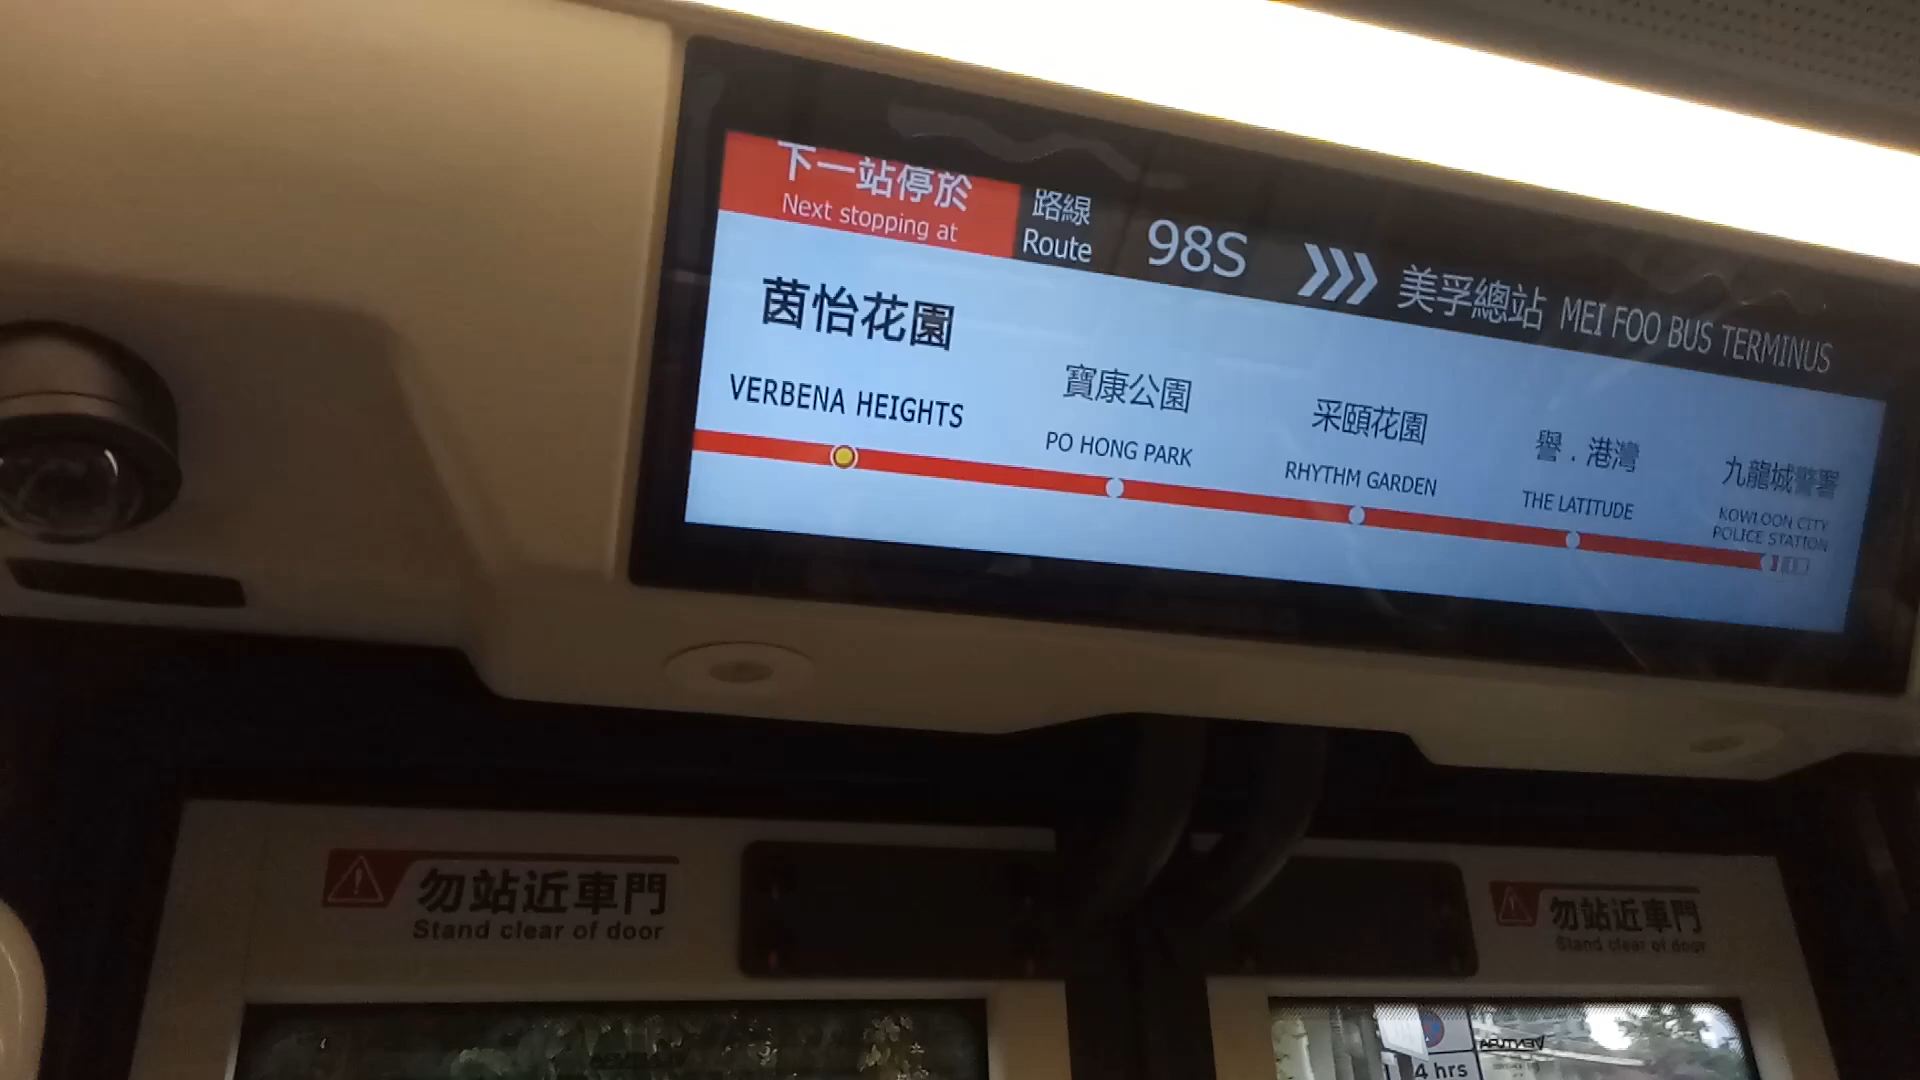 下一站停於
Next stopping at
路線
Route
98S
美孚總站 MEI FOO BUS TERMINUS
茵怡花園
VERBENA HEIGHTS
寶康公園
PO HONG PARK
采頤花園
RHYTHM GARDEN
譽．港灣
THE LATITUDE
九龍城警署
KOWLOON CITY
POLICE STATION
勿站近車門
Stand clear of door
勿站近車門
Stand clear of door
VENTURA
4 hrs